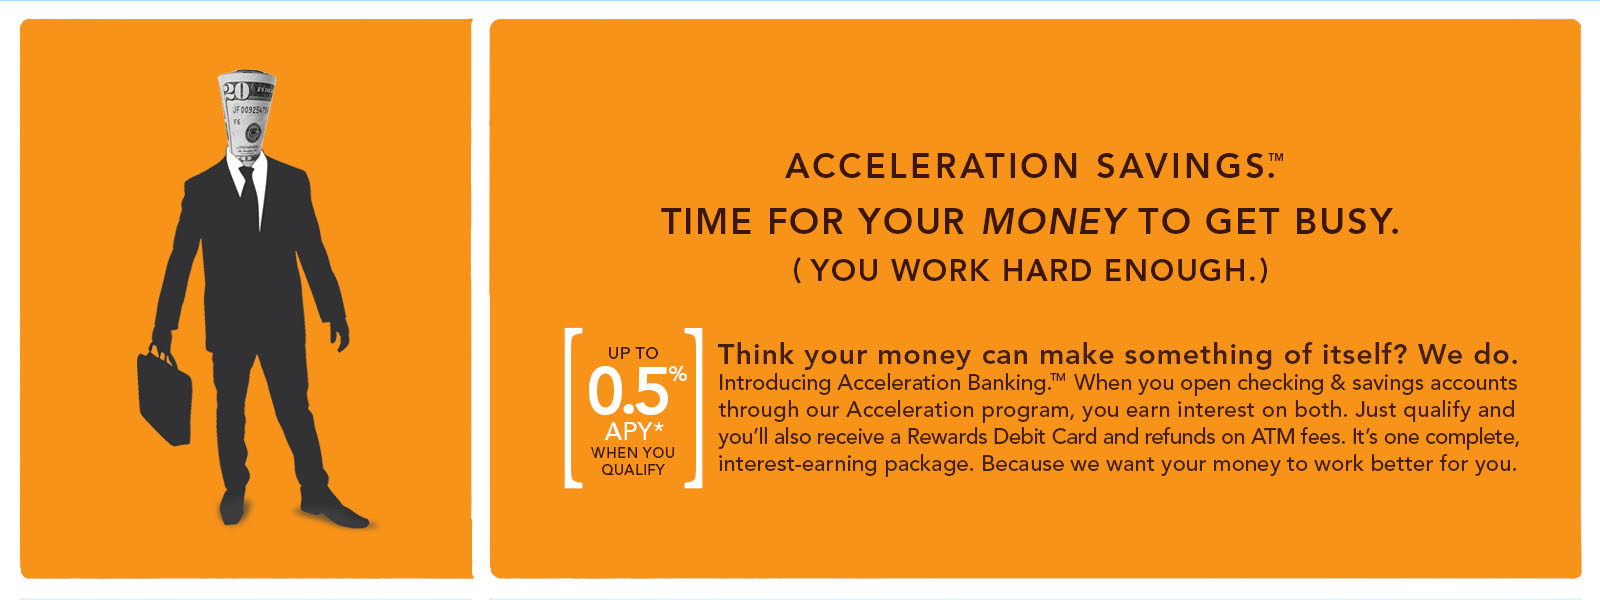 20
JF 009254
F6
ACCELERATION SAVINGS.™
TIME FOR YOUR MONEY TO GET BUSY.
( YOU WORK HARD ENOUGH.)
UP TO
0.5%
APY*
WHEN YOU
QUALIFY
Think your money can make something of itself? We do.
Introducing Acceleration Banking.™ When you open checking & savings accounts
through our Acceleration program, you earn interest on both. Just qualify and
you'll also receive a Rewards Debit Card and refunds on ATM fees. It's one complete,
interest-earning package. Because we want your money to work better for you.